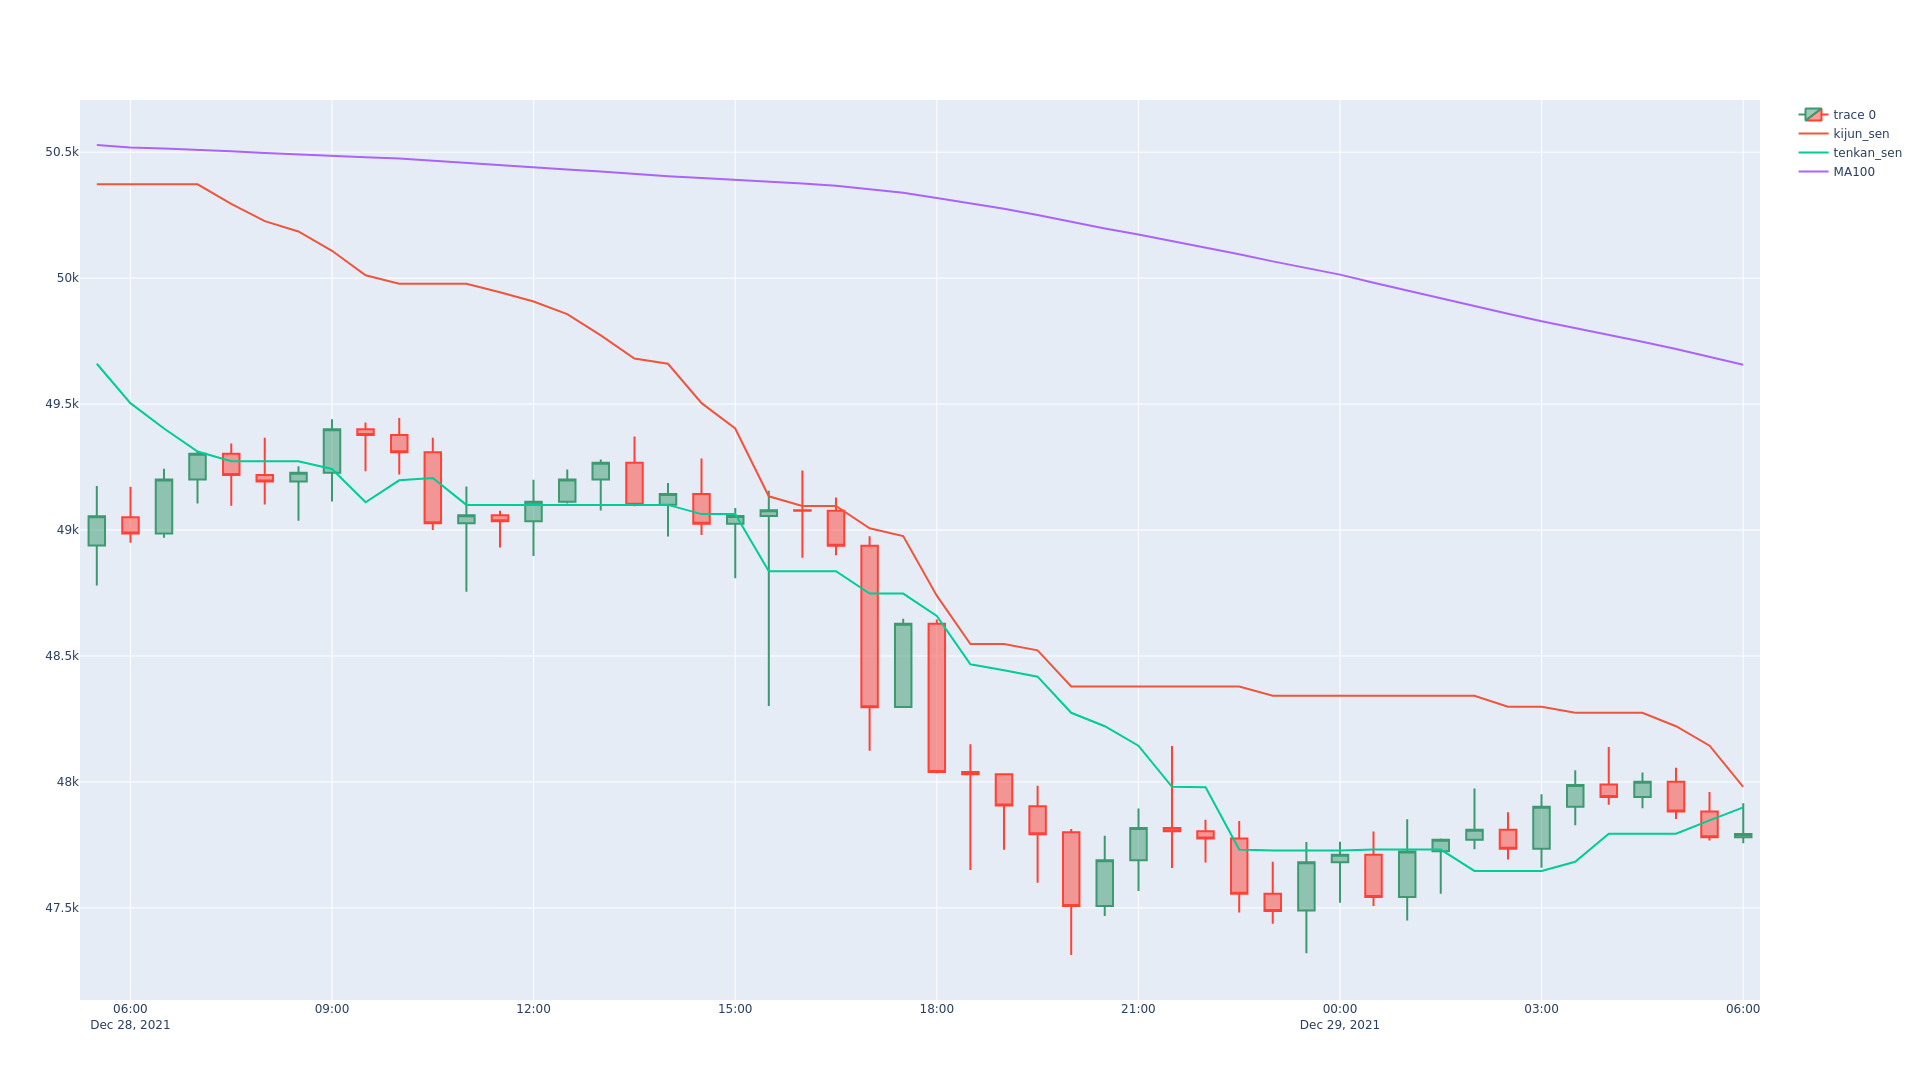 trace 0
kijun_sen
tenkan_sen
MA100
50.5k
50k
49.5k
49k
48.5k
48k
47.5k
06:00 09:00 12:00 15:00 18:00 21:00 00:00 03:00 06:00
Dec 28, 2021 Dec 29, 2021